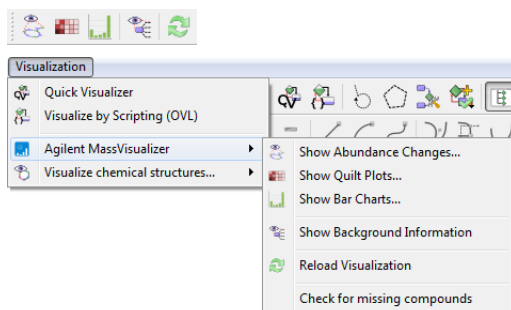 Visualization
Quick Visualizer
Visualize by Scripting (OVL)
Agilent MassVisualizer
Visualize chemical structures...
Show Abundance Changes...
Show Quilt Plots...
Show Bar Charts...
Show Background Information
Reload Visualization
Check for missing compounds